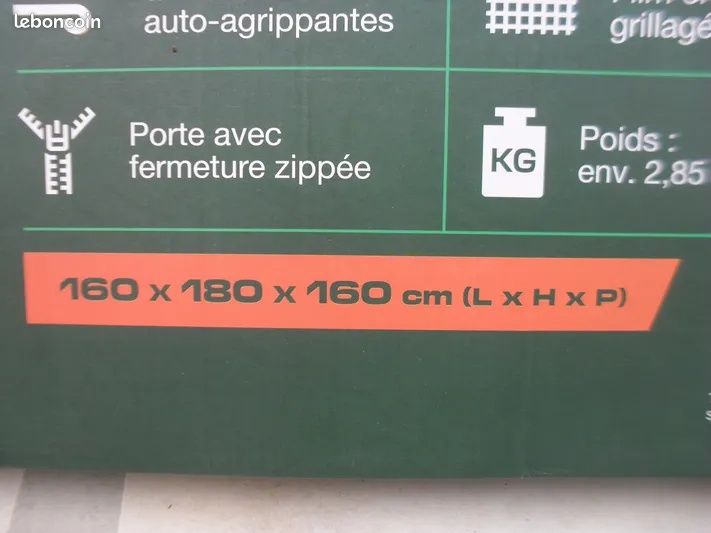 leboncoin
auto-agrippantes
grillagé
Porte avec
fermeture zippée
KG
Poids :
env. 2,85
160 x 180 x 160 cm (L x H x P)